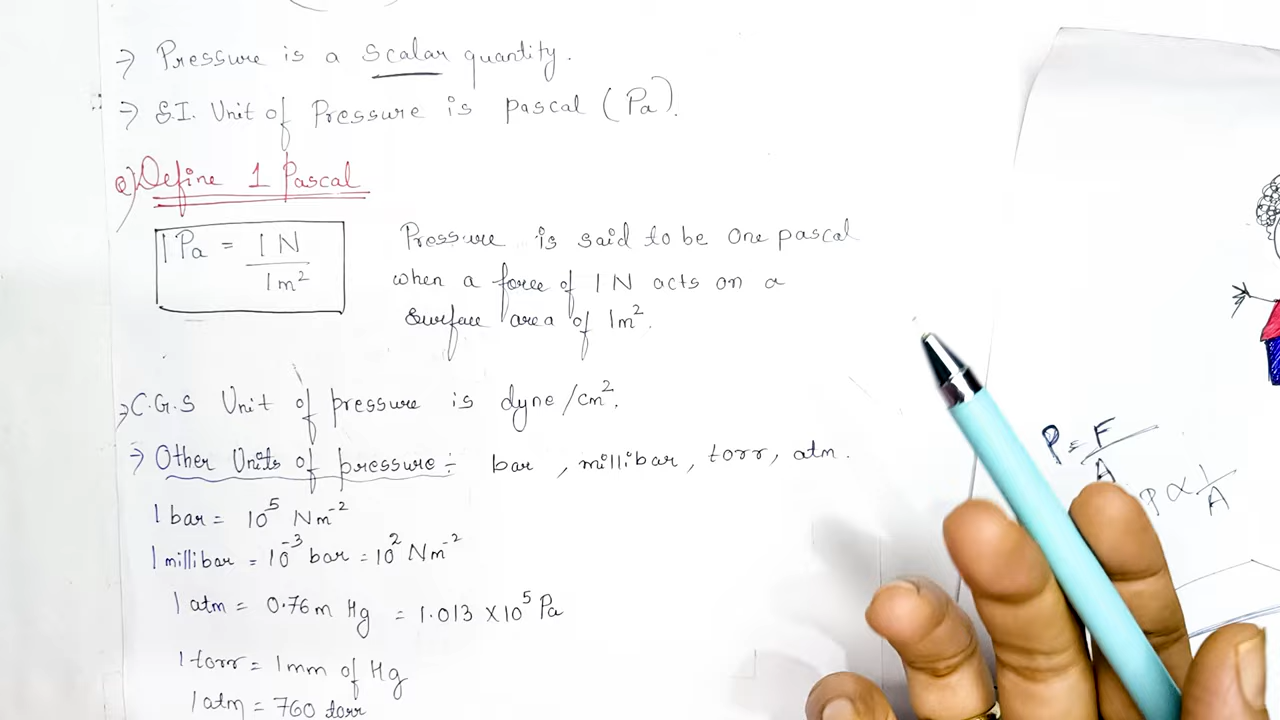 → Pressure is a scalar quantity.
→ S.I. Unit of Pressure is pascal (Pa).
Q) Define 1 Pascal
1 Pa = 1 N / 1 m²
Pressure is said to be one pascal
when a force of 1 N acts on a
surface area of 1m².
→ C.G.S Unit of pressure is dyne/cm².
→ Other Units of pressure :- bar, millibar, torr, atm.
1 bar = 10⁵ Nm⁻²
1 millibar = 10⁻³ bar = 10² Nm⁻²
1 atm = 0.76 m Hg = 1.013 × 10⁵ Pa
1 torr = 1 mm of Hg
1 atm = 760 torr
P = F / A
P ∝ 1 / A